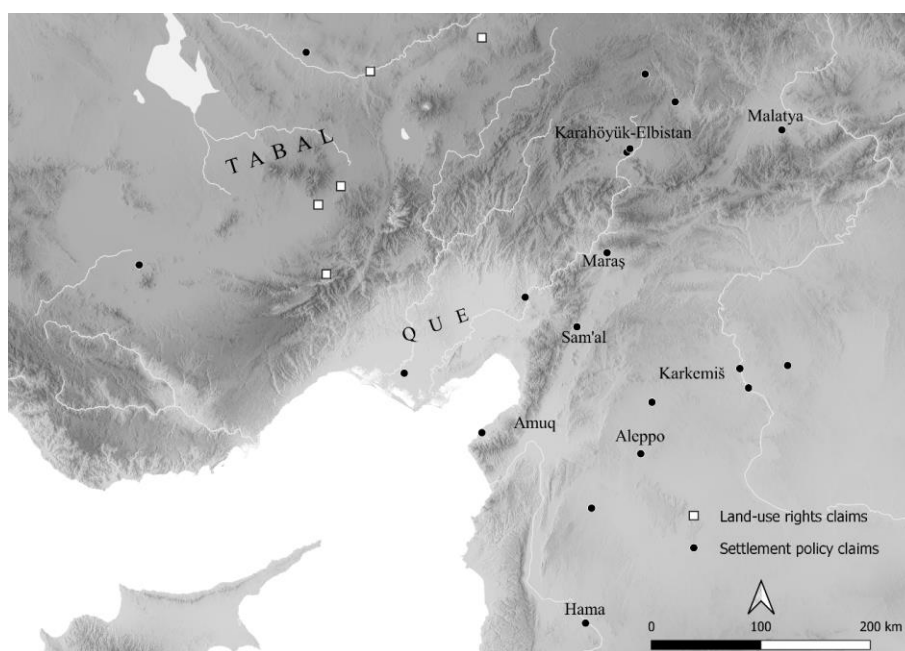 Malatya
Karahöyük-Elbistan
TABAL
Maraş
QUE
Sam'al
Karkemiš
Amuq
Aleppo
Land-use rights claims
Settlement policy claims
Hama
0 100 200 km